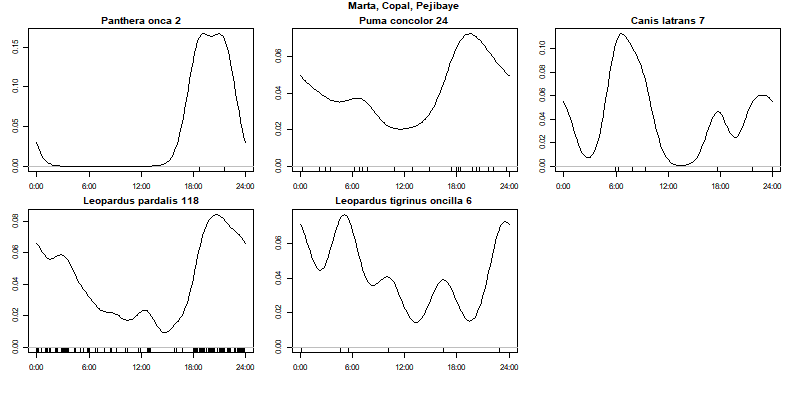 Marta, Copal, Pejibaye
Panthera onca 2
0.00 0.05 0.10 0.15
0:00 6:00 12:00 18:00 24:00
Puma concolor 24
0.00 0.02 0.04 0.06
0:00 6:00 12:00 18:00 24:00
Canis latrans 7
0.00 0.02 0.04 0.06 0.08 0.10
0:00 6:00 12:00 18:00 24:00
Leopardus pardalis 118
0.00 0.02 0.04 0.06 0.08
0:00 6:00 12:00 18:00 24:00
Leopardus tigrinus oncilla 6
0.00 0.02 0.04 0.06
0:00 6:00 12:00 18:00 24:00